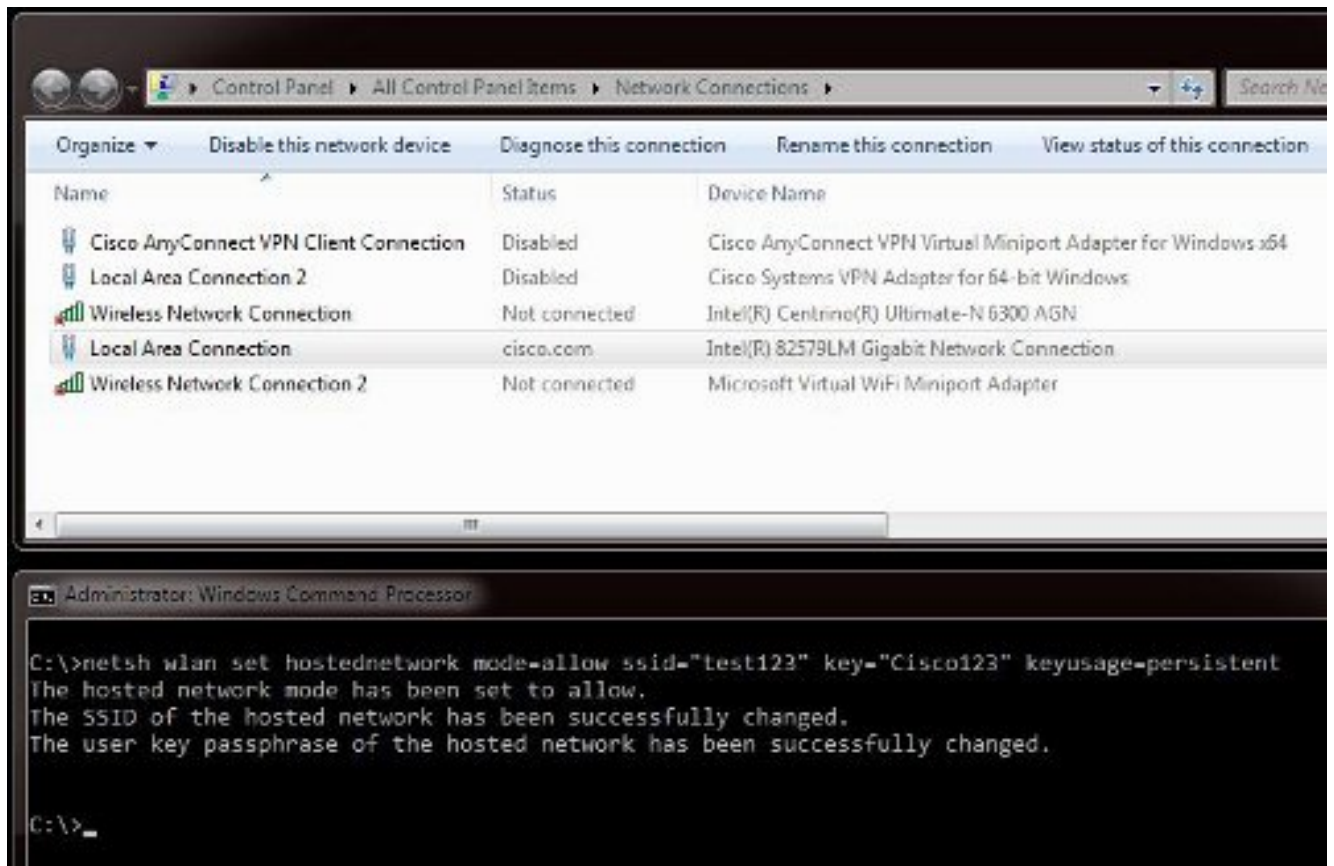 Control Panel ▸ All Control Panel Items ▸ Network Connections ▸
Search Ne
Organize ▾ Disable this network device Diagnose this connection Rename this connection View status of this connection
Name Status Device Name
Cisco AnyConnect VPN Client Connection Disabled Cisco AnyConnect VPN Virtual Miniport Adapter for Windows x64
Local Area Connection 2 Disabled Cisco Systems VPN Adapter for 64-bit Windows
Wireless Network Connection Not connected Intel(R) Centrino(R) Ultimate-N 6300 AGN
Local Area Connection cisco.com Intel(R) 82579LM Gigabit Network Connection
Wireless Network Connection 2 Not connected Microsoft Virtual WiFi Miniport Adapter
Administrator: Windows Command Processor
C:\>netsh wlan set hostednetwork mode=allow ssid="test123" key="Cisco123" keyusage=persistent
The hosted network mode has been set to allow.
The SSID of the hosted network has been successfully changed.
The user key passphrase of the hosted network has been successfully changed.
C:\>_